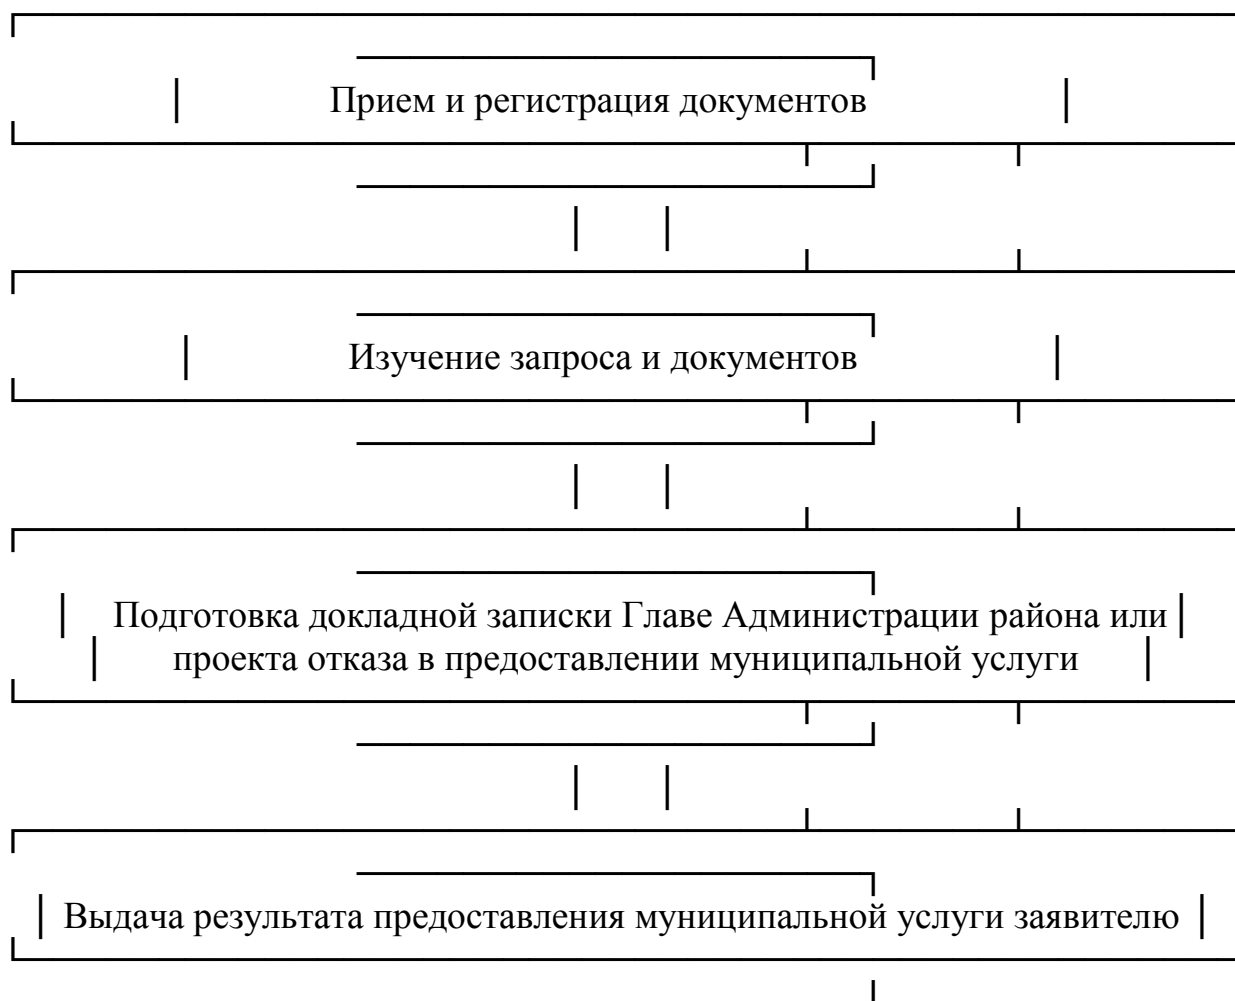 Прием и регистрация документов
Изучение запроса и документов
Подготовка докладной записки Главе Администрации района или
проекта отказа в предоставлении муниципальной услуги
Выдача результата предоставления муниципальной услуги заявителю